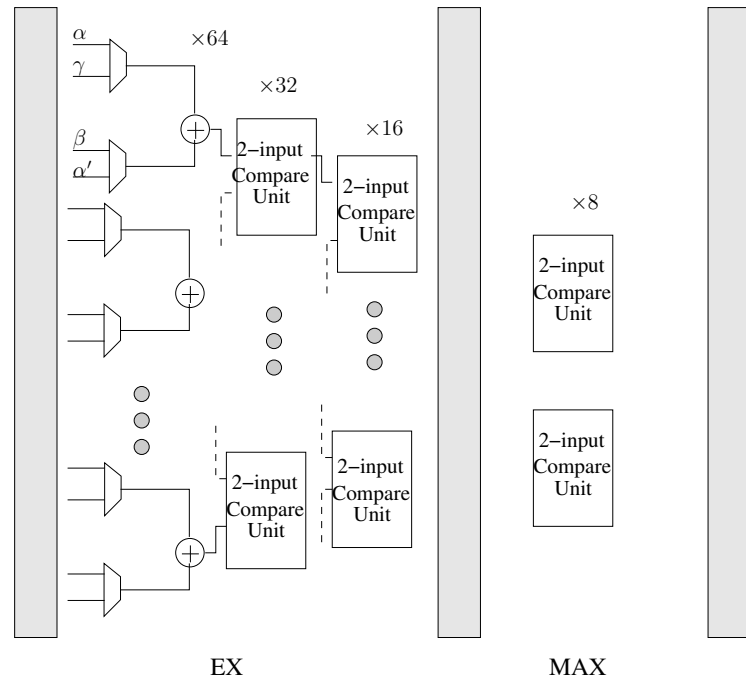 α
γ
×64
β
α′
+
×32
2−input
Compare
Unit
×16
2−input
Compare
Unit
+
×8
2−input
Compare
Unit
2−input
Compare
Unit
2−input
Compare
Unit
2−input
Compare
Unit
+
EX
MAX